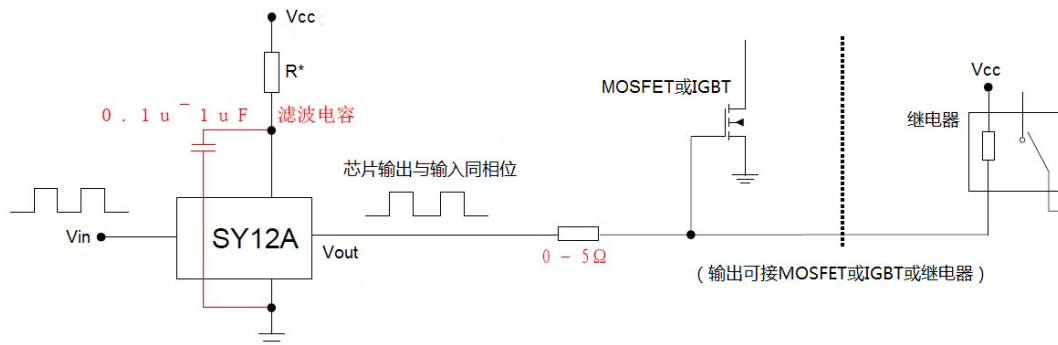 Vcc
R*
0.1u~1uF 滤波电容
MOSFET或IGBT
Vcc
继电器
芯片输出与输入同相位
Vin
SY12A
Vout
0-5Ω
（输出可接MOSFET或IGBT或继电器）